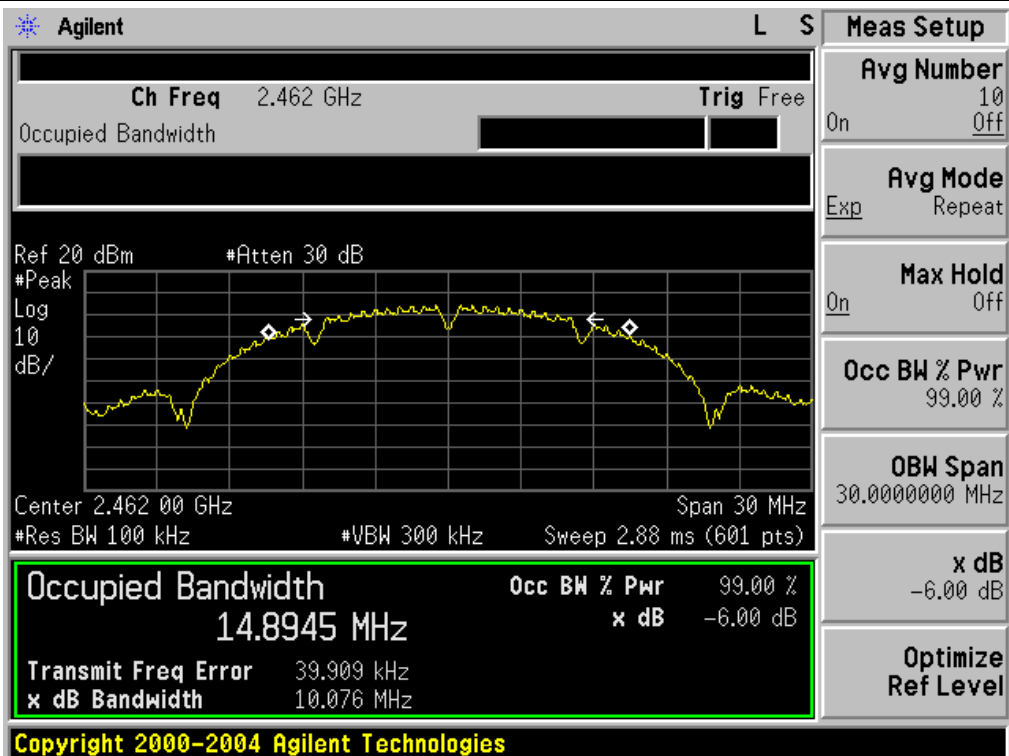 Agilent L S
Meas Setup
Ch Freq 2.462 GHz Trig Free
Occupied Bandwidth
Ref 20 dBm #Atten 30 dB
#Peak
Log
10
dB/
Center 2.462 00 GHz Span 30 MHz
#Res BW 100 kHz #VBW 300 kHz Sweep 2.88 ms (601 pts)
Occupied Bandwidth
14.8945 MHz
Occ BW % Pwr 99.00 %
x dB -6.00 dB
Transmit Freq Error 39.909 kHz
x dB Bandwidth 10.076 MHz
Avg Number
10
On Off
Avg Mode
Exp Repeat
Max Hold
On Off
Occ BW % Pwr
99.00 %
OBW Span
30.0000000 MHz
x dB
-6.00 dB
Optimize
Ref Level
Copyright 2000-2004 Agilent Technologies